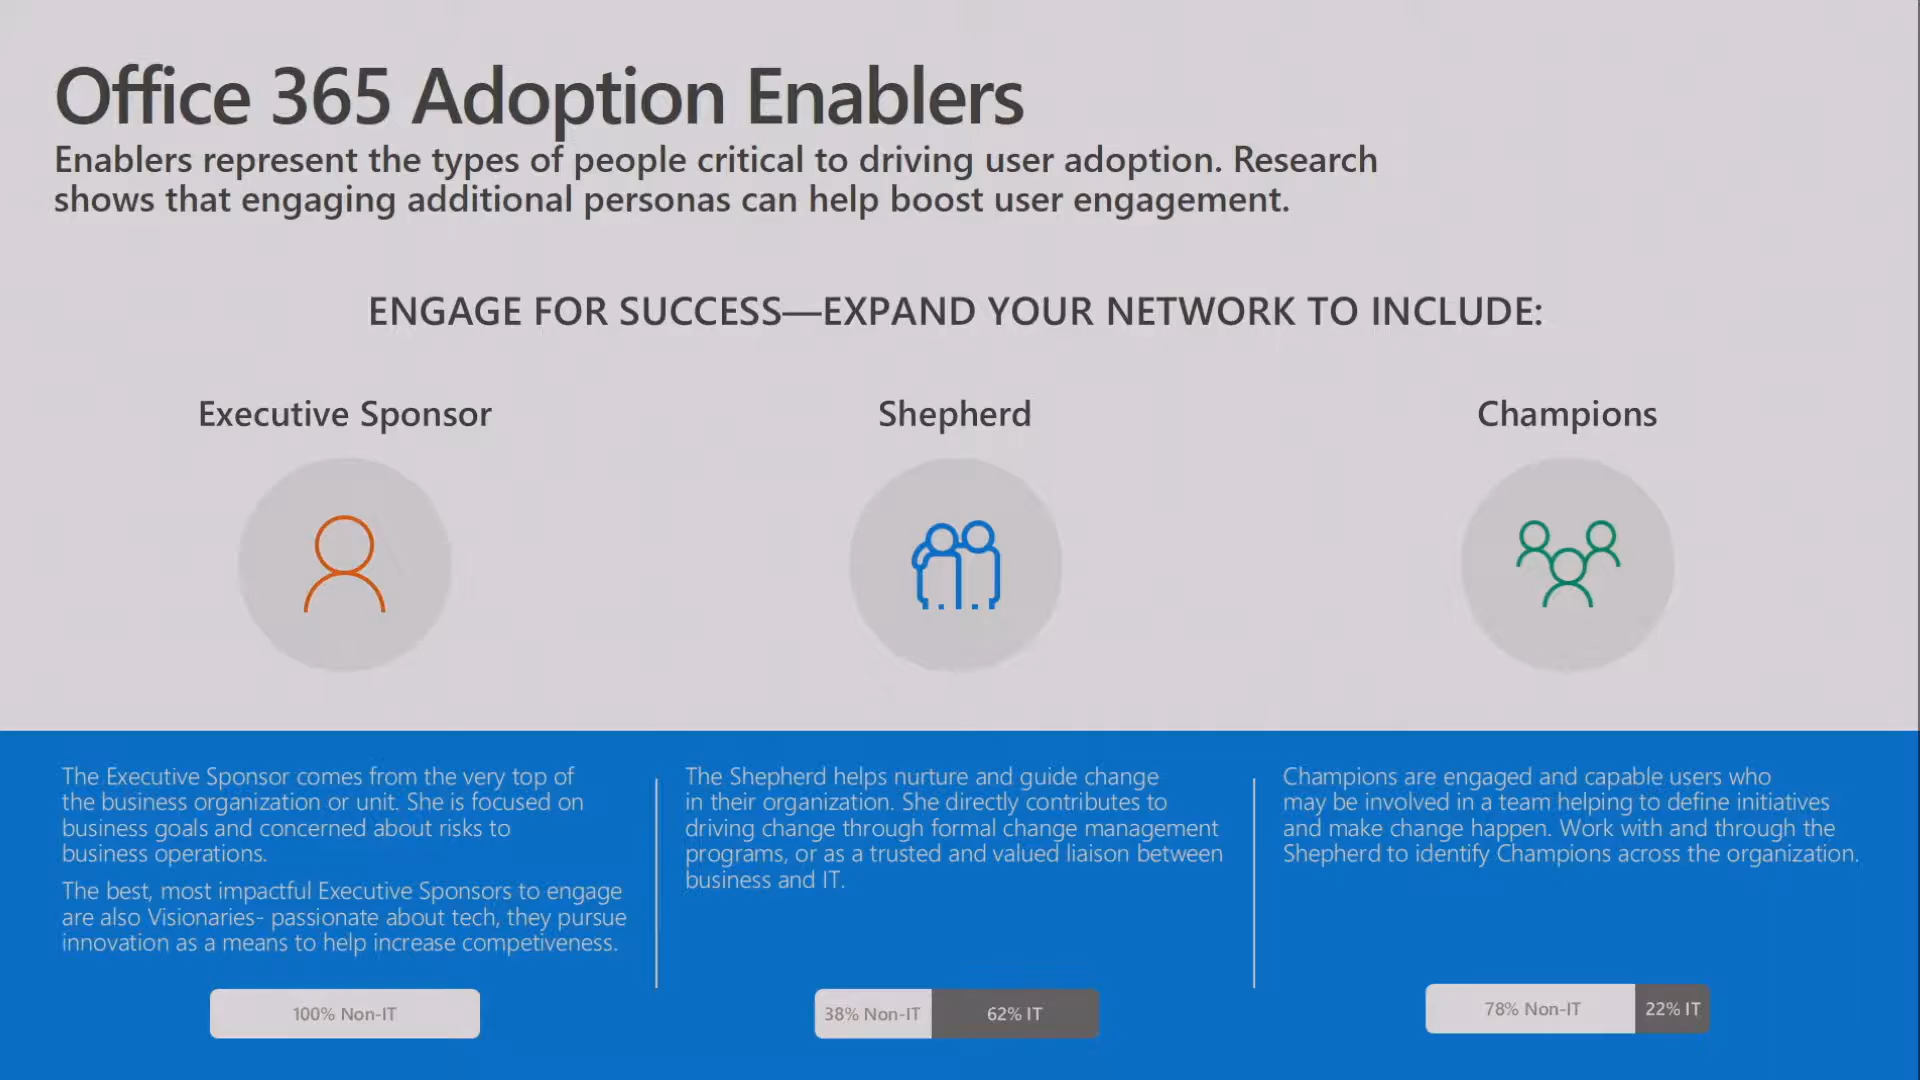 Office 365 Adoption Enablers
Enablers represent the types of people critical to driving user adoption. Research
shows that engaging additional personas can help boost user engagement.
ENGAGE FOR SUCCESS—EXPAND YOUR NETWORK TO INCLUDE:
Executive Sponsor
Shepherd
Champions
The Executive Sponsor comes from the very top of
the business organization or unit. She is focused on
business goals and concerned about risks to
business operations.
The best, most impactful Executive Sponsors to engage
are also Visionaries- passionate about tech, they pursue
innovation as a means to help increase competiveness.
100% Non-IT
The Shepherd helps nurture and guide change
in their organization. She directly contributes to
driving change through formal change management
programs, or as a trusted and valued liaison between
business and IT.
38% Non-IT
62% IT
Champions are engaged and capable users who
may be involved in a team helping to define initiatives
and make change happen. Work with and through the
Shepherd to identify Champions across the organization.
78% Non-IT
22% IT